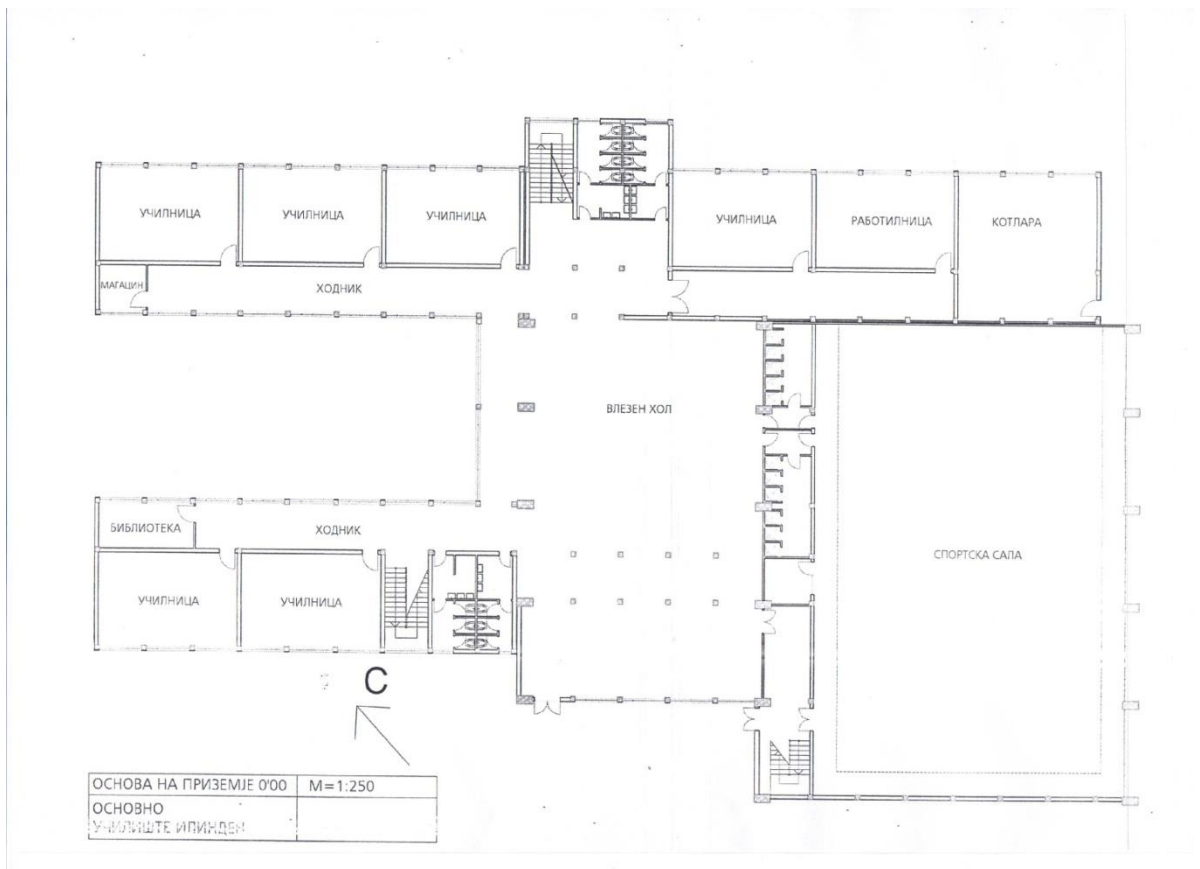 УЧИЛНИЦА
УЧИЛНИЦА
УЧИЛНИЦА
УЧИЛНИЦА
РАБОТИЛНИЦА
КОТЛАРА
МАГАЦИН
ХОДНИК
ВЛЕЗЕН ХОЛ
БИБЛИОТЕКА
ХОДНИК
СПОРТСКА САЛА
УЧИЛНИЦА
УЧИЛНИЦА
С
ОСНОВА НА ПРИЗЕМЈЕ 0'00 М=1:250
ОСНОВНО
УЧИЛИШТЕ ИЛИНДЕН